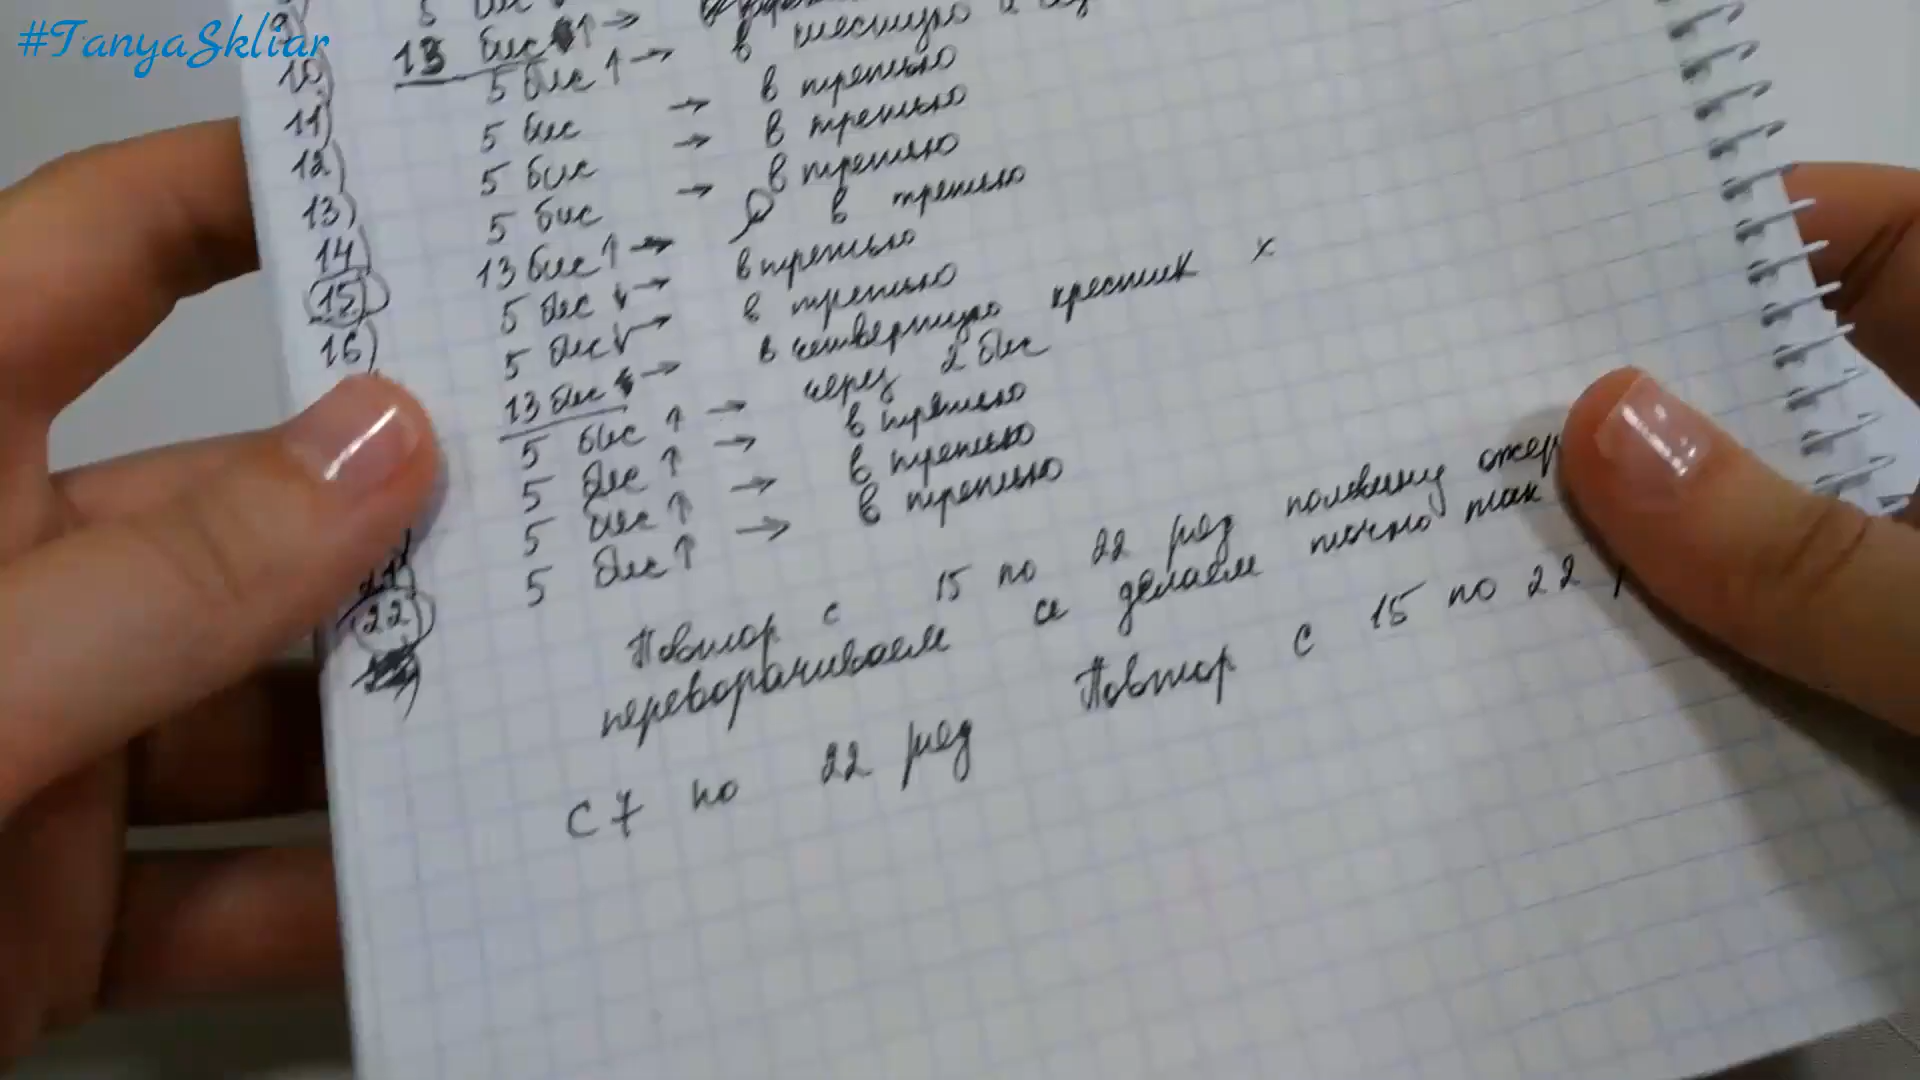 #TanyaSkliar
5 бис
13 бис ↑ →
10) 5 бис ↑ → в шестую и
11) 5 бис → в третью
12) 5 бис → в третью
13) 5 бис → в третью
14) 13 бис ↑ → в третью
15) 5 бис ↓ → в третью
16) 5 бис ↓ → в третью
13 бис → в четвертую крестик x
5 бис ↑ → через 2 бис
5 бис ↑ → в третью
5 бис ↑ → в третью
22) 5 бис ↑ → в третью
Повтор с 15 по 22 ряд половину ожер
переворачиваем и делаем точно так
С 7 по 22 ряд Повтор с 15 по 22